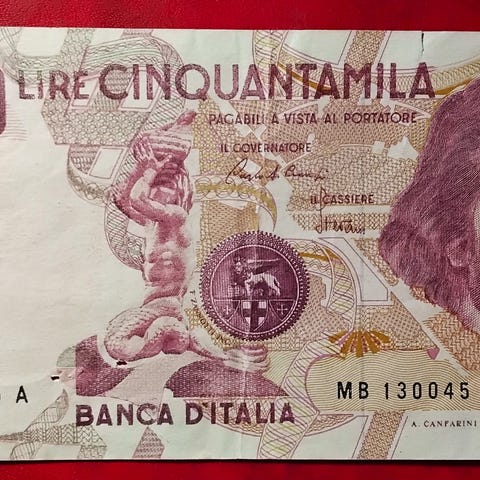 LIRE CINQUANTAMILA
PAGABILI A VISTA AL PORTATORE
IL GOVERNATORE
IL CASSIERE
A
MB 130045
BANCA D'ITALIA
A. CANFARINI